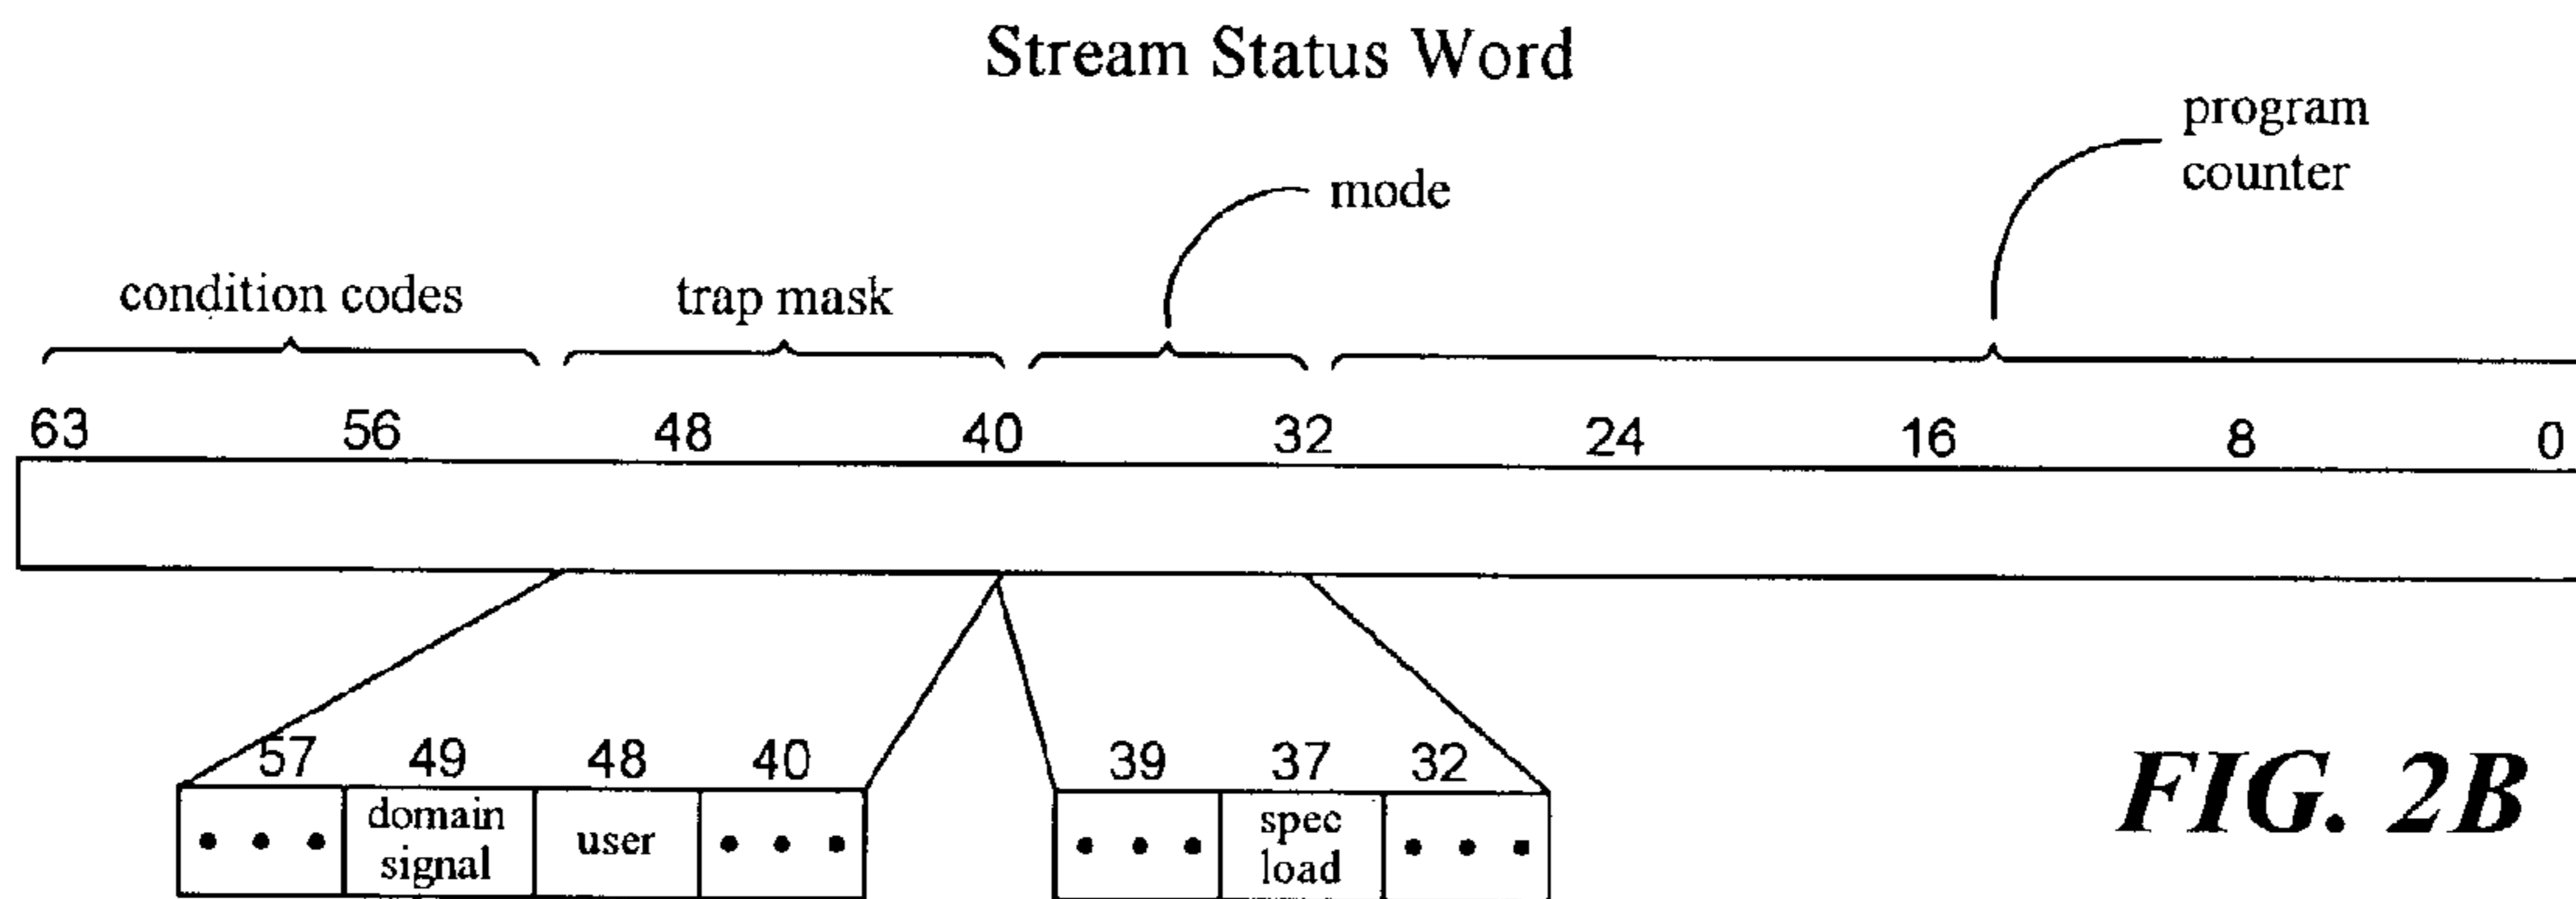 Stream Status Word
program
counter
mode
condition codes
trap mask
63 56 48 40 32 24 16 8 0
57 49 48 40
39 37 32
domain
signal
user
spec
load
FIG. 2B